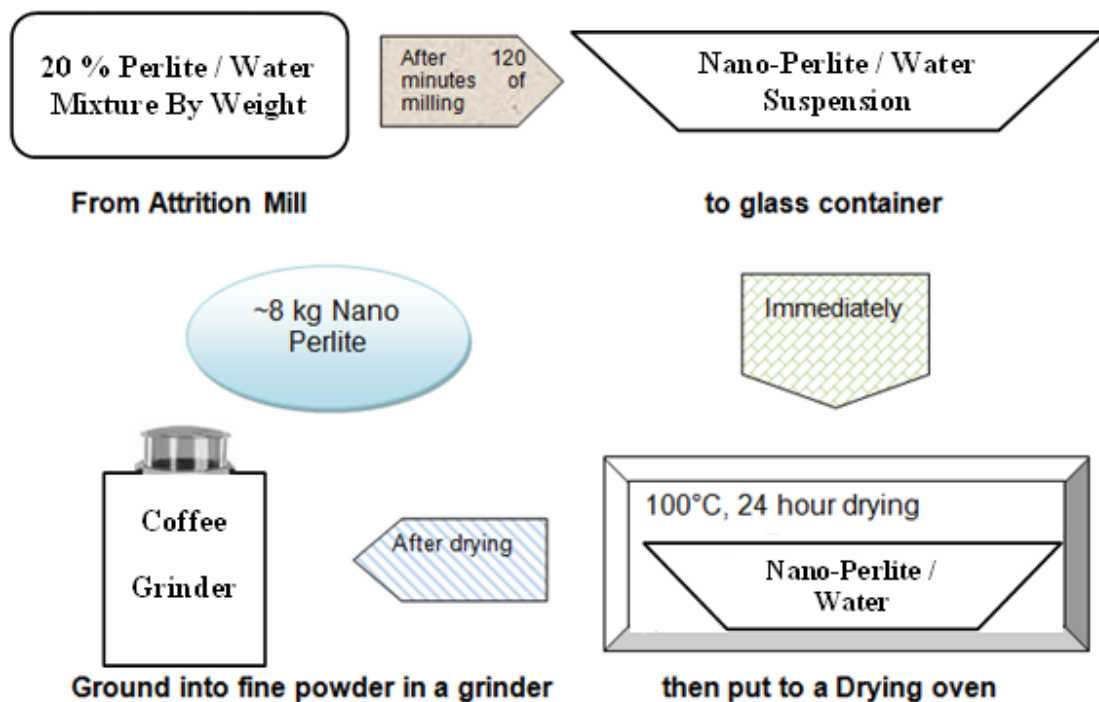 20 % Perlite / Water
Mixture By Weight
After 120
minutes of
milling .
Nano-Perlite / Water
Suspension
From Attrition Mill
to glass container
~8 kg Nano
Perlite
Immediately
Coffee
Grinder
After drying
100°C, 24 hour drying
Nano-Perlite /
Water
Ground into fine powder in a grinder
then put to a Drying oven